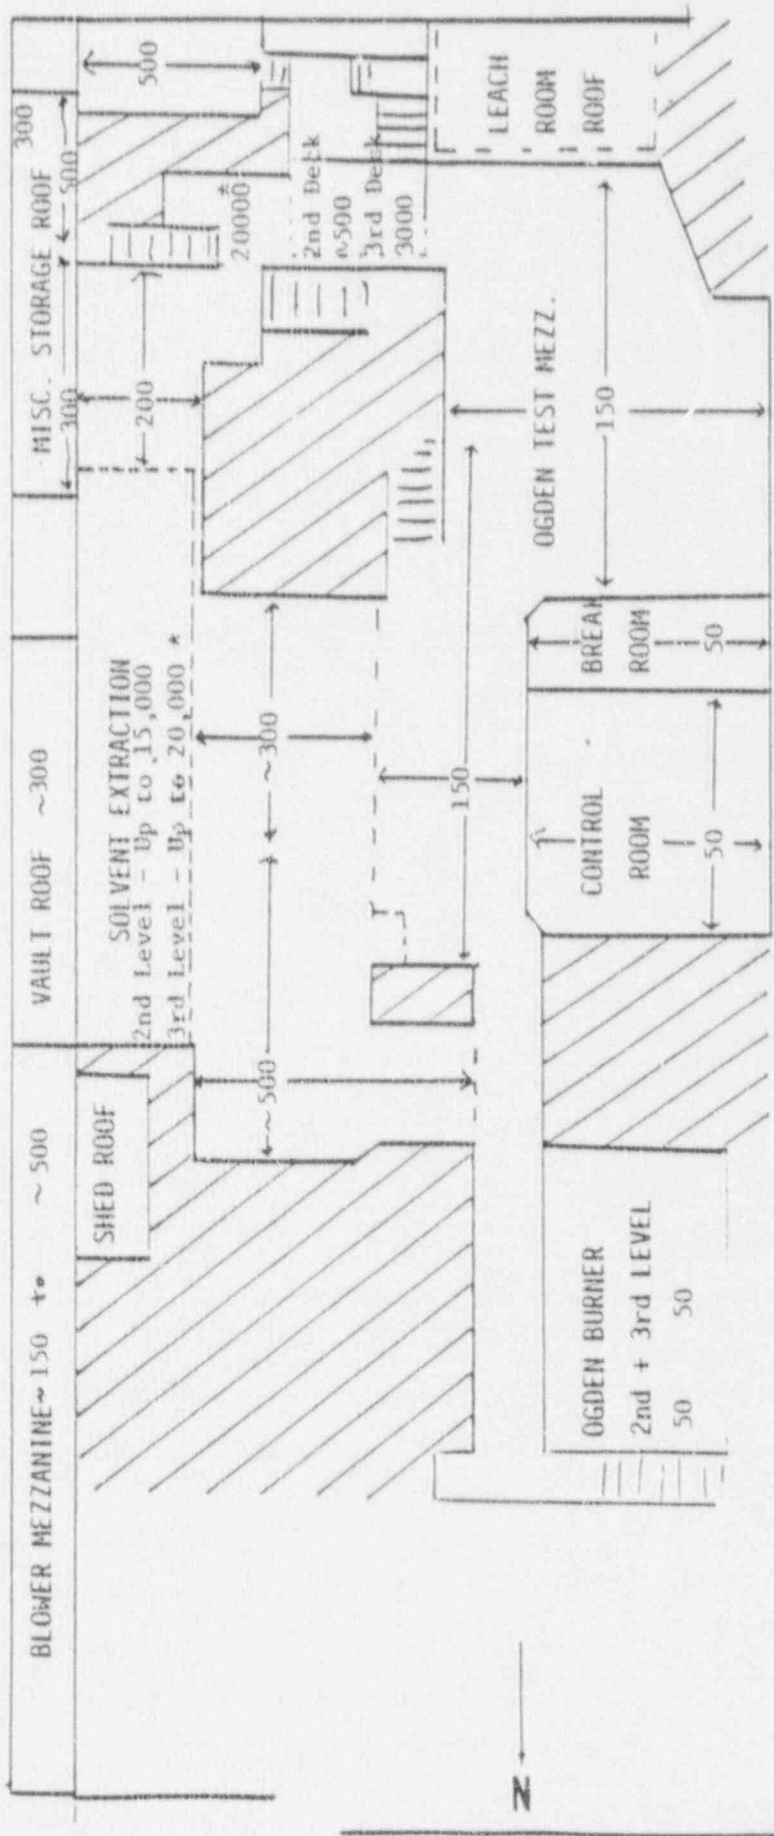 BLOWER MEZZANINE ~ 150 to ~ 500
VAULT ROOF ~300
MISC. STORAGE ROOF
300
300
500
SHED ROOF
SOLVENT EXTRACTION
2nd Level - Up to 15,000
3rd Level - Up to 20,000 *
200
500
20000
2nd Deck
~500
3rd Deck
3000
~500
~300
150
LEACH
ROOM
ROOF
OGDEN TEST MEZZ.
150
BREAK
ROOM
50
CONTROL
ROOM
50
OGDEN BURNER
2nd + 3rd LEVEL
50 50
N